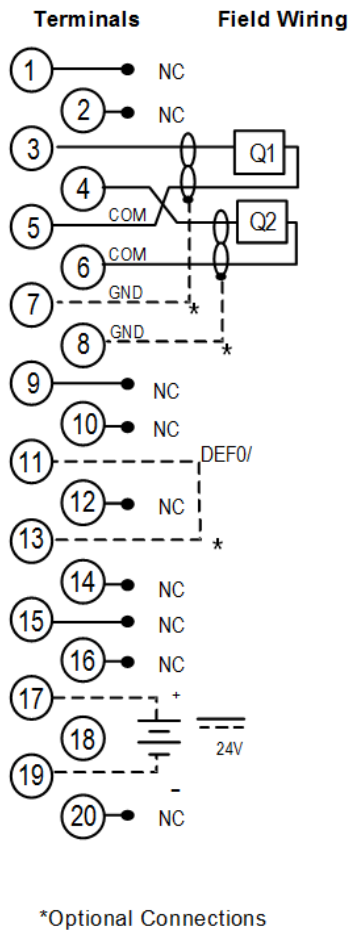 Terminals Field Wiring
1 NC
2 NC
3 Q1
4
5 COM Q2
6 COM
7 GND *
8 GND *
9 NC
10 NC
11 DEF0/
12 NC
13 *
14 NC
15 NC
16 NC
17 +
18 24V
19 -
20 NC
*Optional Connections